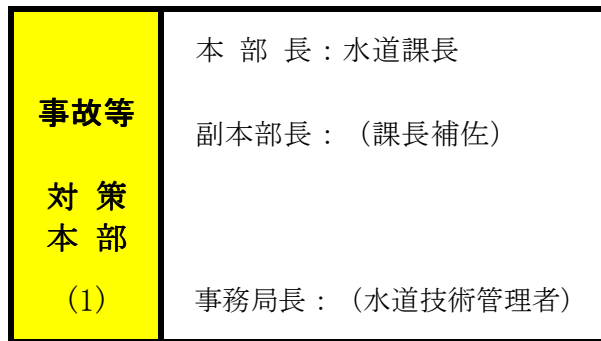 事故等
対 策
本 部
(1)
本 部 長：水道課長
副本部長：（課長補佐）
事務局長：（水道技術管理者）